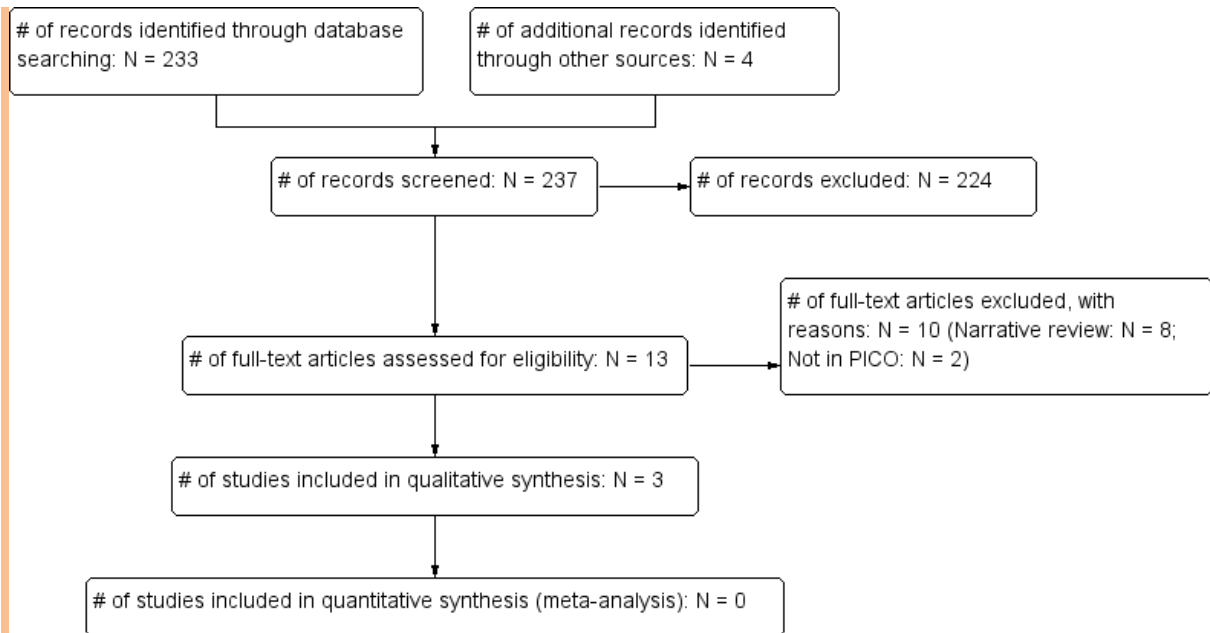 # of records identified through database
searching: N = 233
# of additional records identified
through other sources: N = 4
# of records screened: N = 237
# of records excluded: N = 224
# of full-text articles excluded, with
reasons: N = 10 (Narrative review: N = 8;
Not in PICO: N = 2)
# of full-text articles assessed for eligibility: N = 13
# of studies included in qualitative synthesis: N = 3
# of studies included in quantitative synthesis (meta-analysis): N = 0